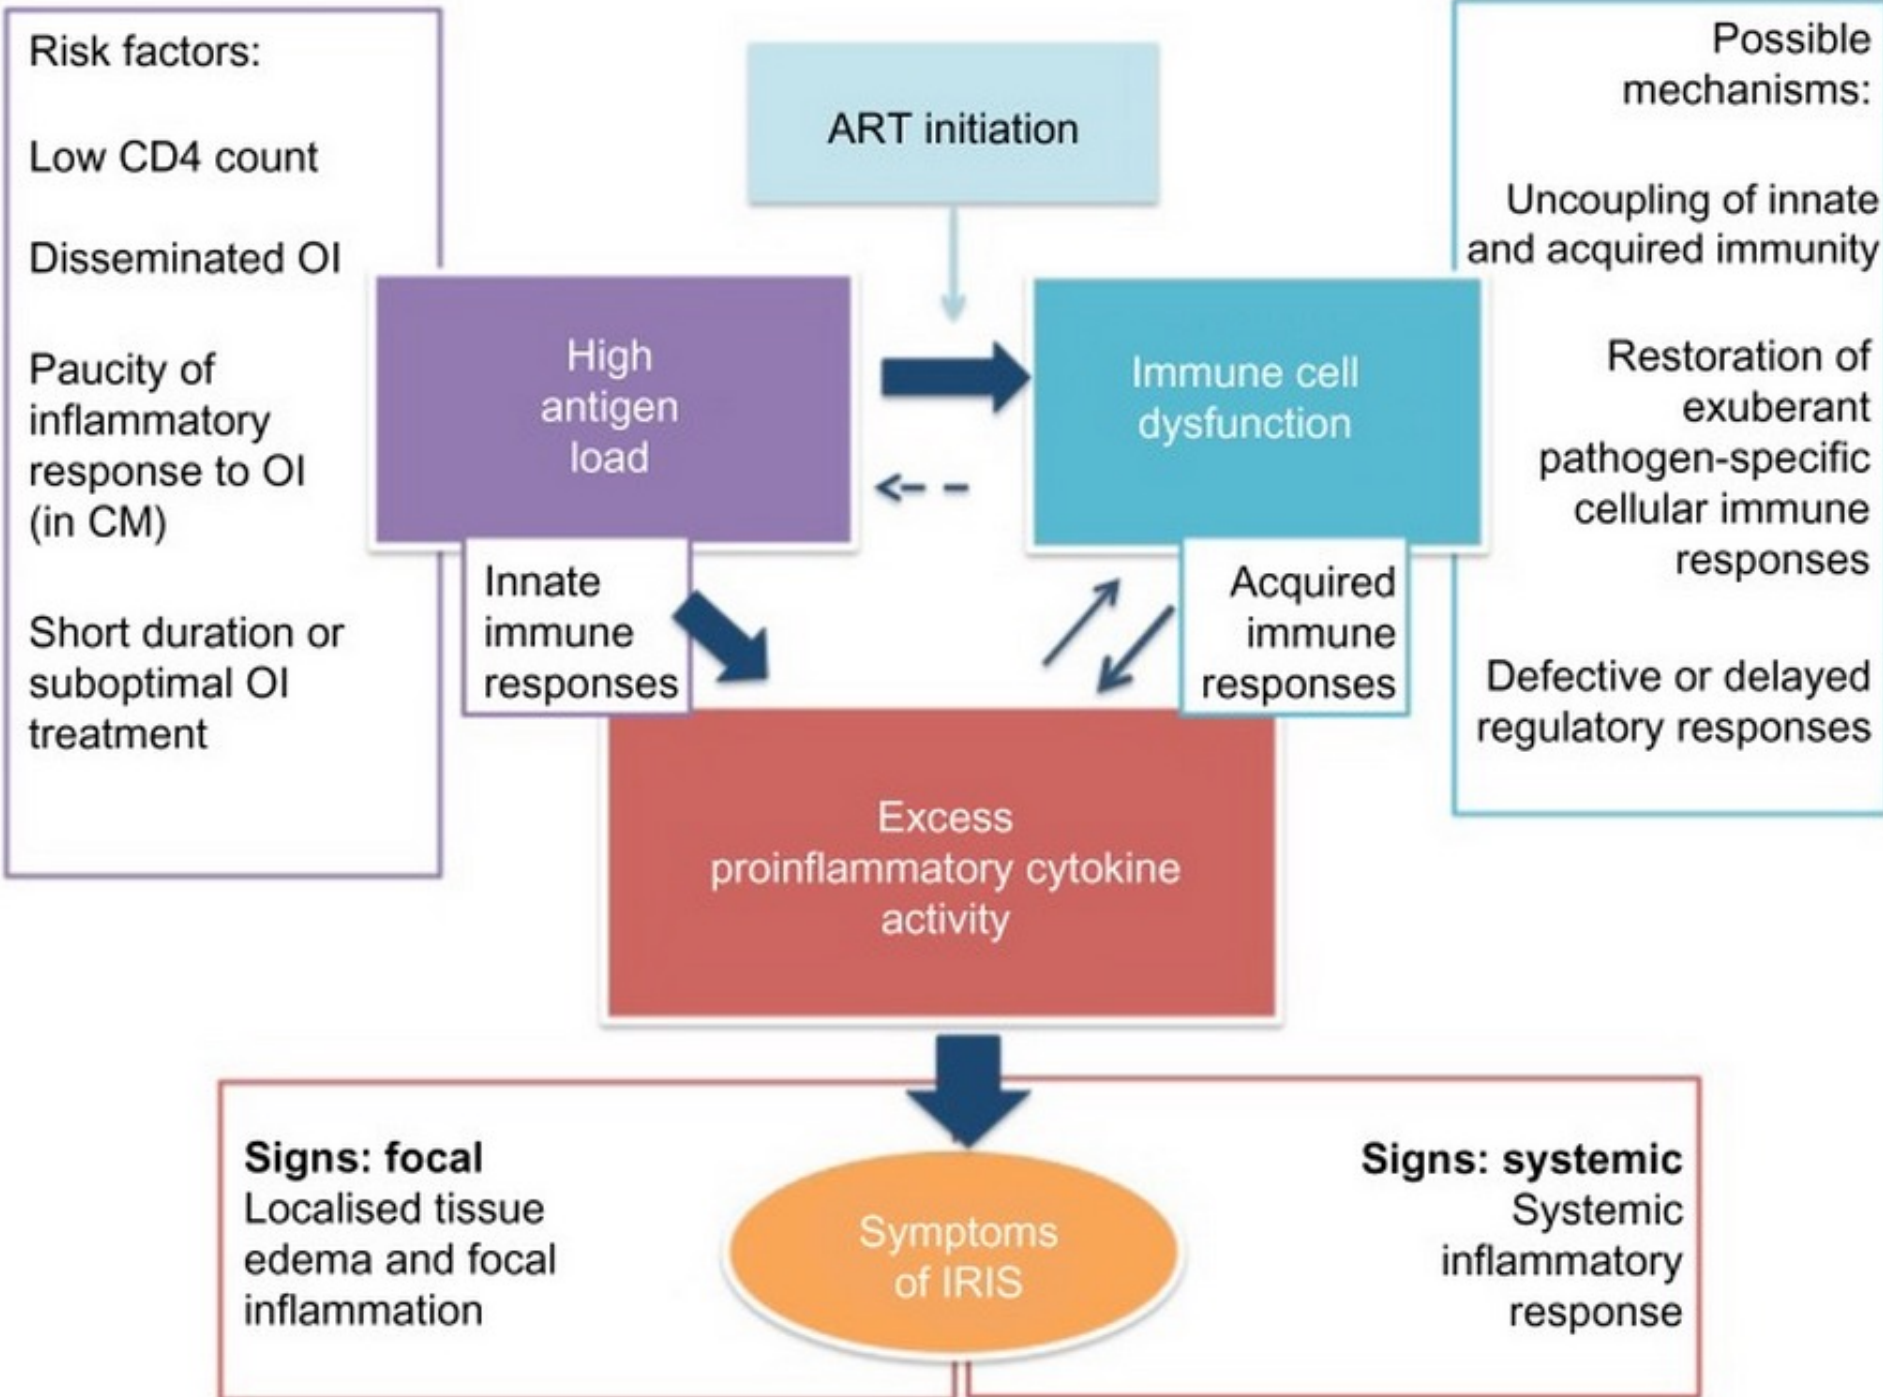 Risk factors:
Low CD4 count
Disseminated OI
Paucity of
inflammatory
response to OI
(in CM)
Short duration or
suboptimal OI
treatment
ART initiation
Possible
mechanisms:
Uncoupling of innate
and acquired immunity
Restoration of
exuberant
pathogen-specific
cellular immune
responses
Defective or delayed
regulatory responses
High
antigen
load
Immune cell
dysfunction
Innate
immune
responses
Acquired
immune
responses
Excess
proinflammatory cytokine
activity
Signs: focal
Localised tissue
edema and focal
inflammation
Symptoms
of IRIS
Signs: systemic
Systemic
inflammatory
response